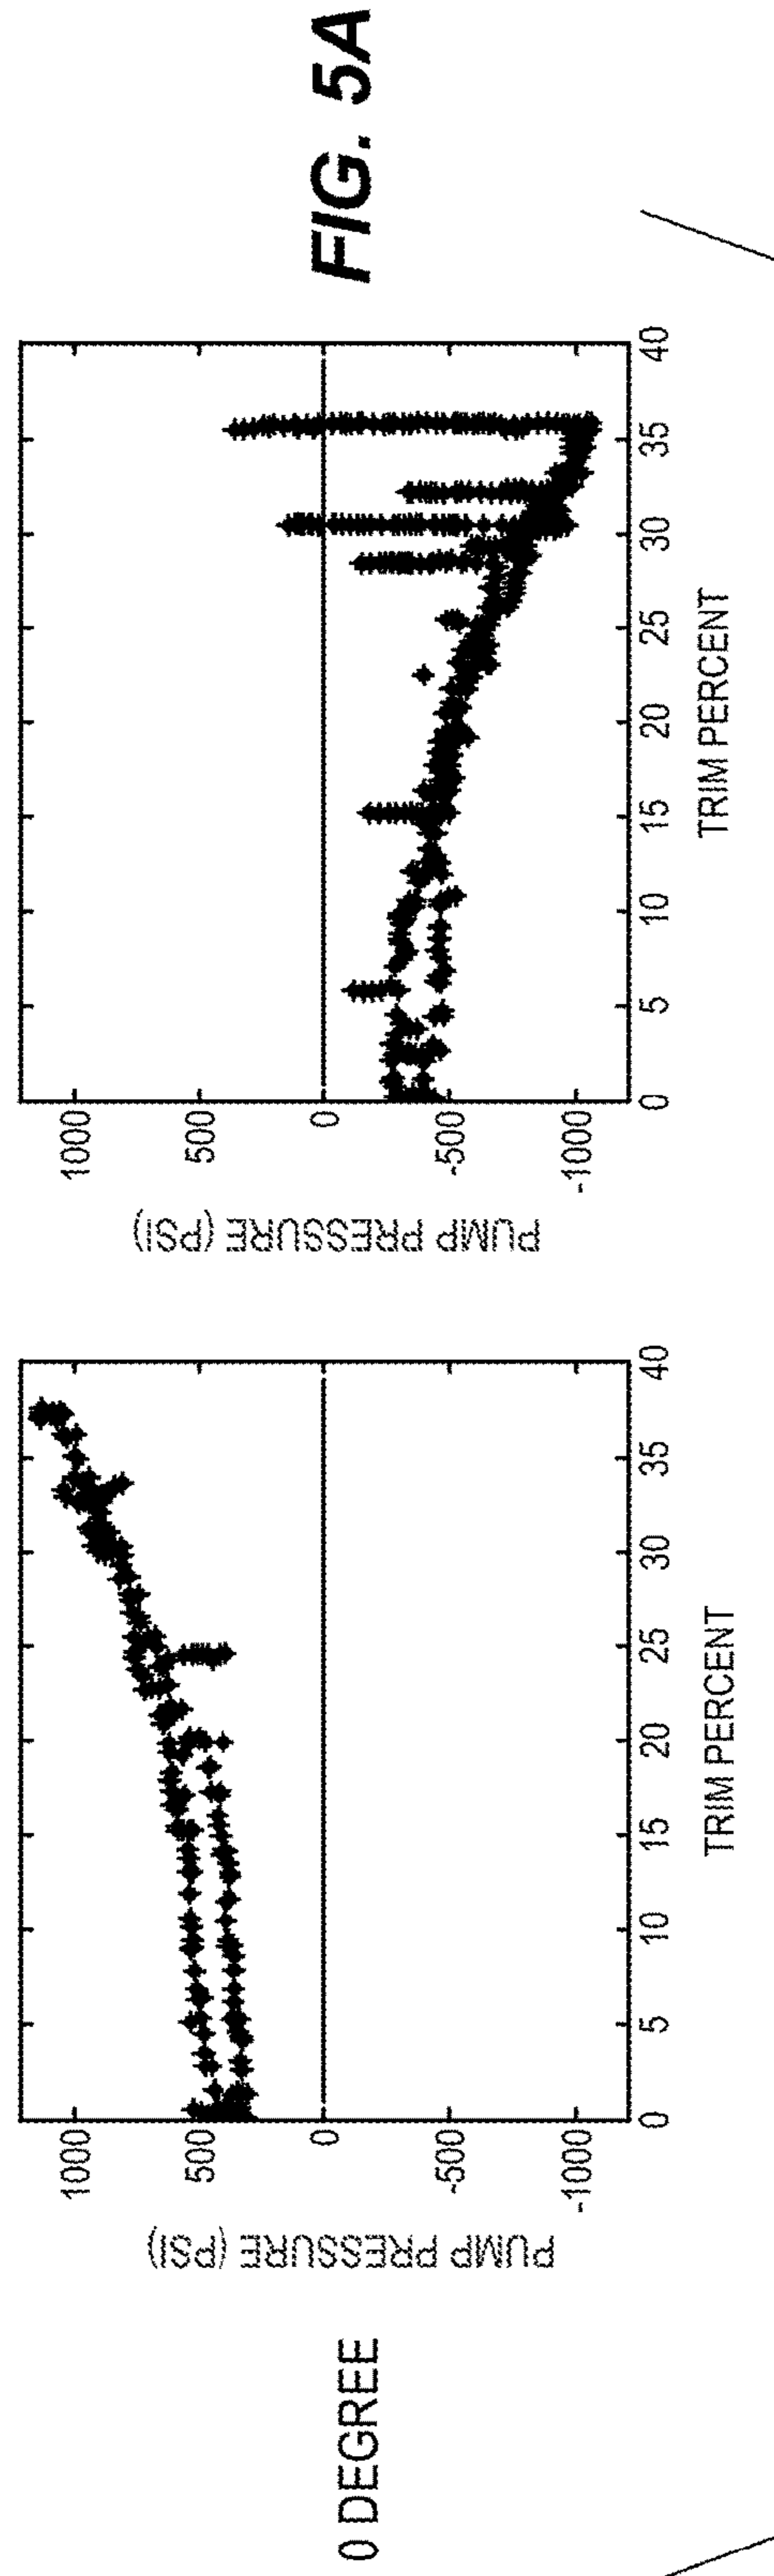 0 DEGREE
PUMP PRESSURE (PSI)
1000
500
0
-500
-1000
0 5 10 15 20 25 30 35 40
TRIM PERCENT
PUMP PRESSURE (PSI)
1000
500
0
-500
-1000
0 5 10 15 20 25 30 35 40
TRIM PERCENT
FIG. 5A